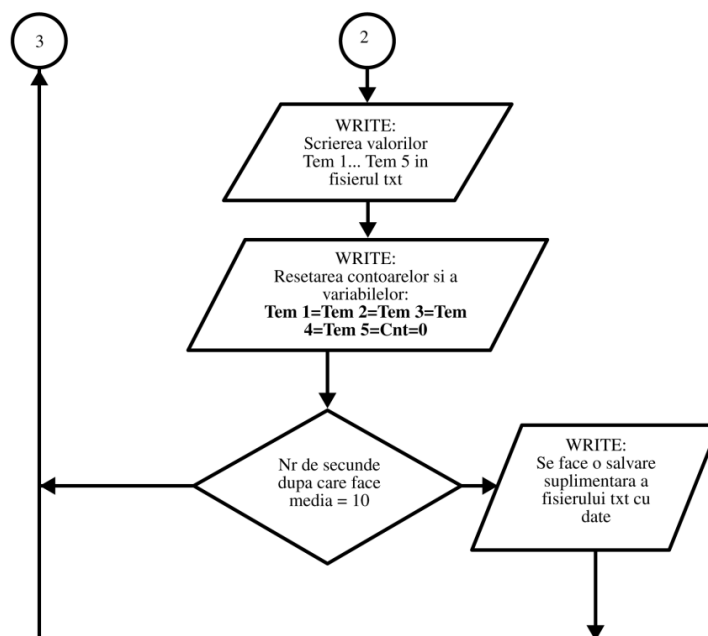 3
2
WRITE:
Scrierea valorilor
Tem 1... Tem 5 in
fisierul txt
WRITE:
Resetarea contoarelor si a
variabilelor:
Tem 1=Tem 2=Tem 3=Tem
4=Tem 5=Cnt=0
Nr de secunde
dupa care face
media = 10
WRITE:
Se face o salvare
suplimentara a
fisierului txt cu
date